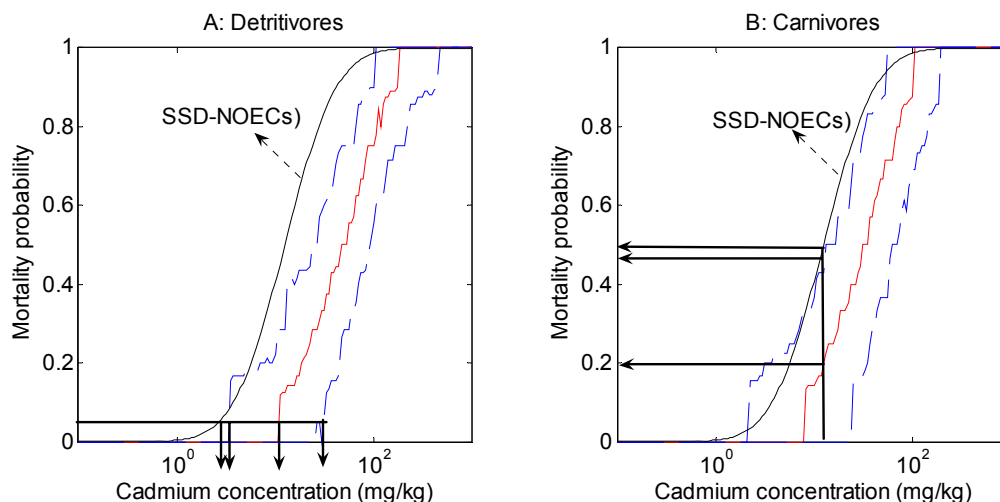 A: Detritivores
1
0.8
0.6
0.4
0.2
0
Mortality probability
SSD-NOECs)
10^0
10^2
Cadmium concentration (mg/kg)
B: Carnivores
1
0.8
0.6
0.4
0.2
0
Mortality probability
SSD-NOECs)
10^0
10^2
Cadmium concentration (mg/kg)